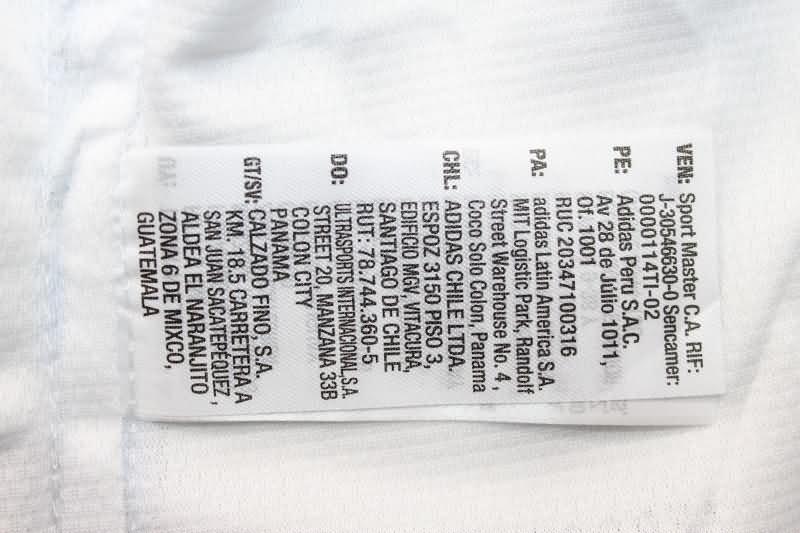 VEN: Sport Master C.A. RIF:
J-30546630-0 Sencamer:
0000114TI-02
PE: Adidas Peru S.A.C.
Av 28 de Julio 1011,
Of. 1001
RUC 20347100316
PA: adidas Latin America S.A.
MIT Logistic Park, Randolf
Street Warehouse No. 4 ,
Coco Solo Colon, Panama
CHL: ADIDAS CHILE LTDA.
ESPOZ 3150 PISO 3,
EDIFICIO MGV, VITACURA,
SANTIAGO DE CHILE
RUT: 78.744.360-5
DO: ULTRASPORTS INTERNACIONAL,S.A.
STREET 20, MANZANA 33B
COLON CITY
PANAMA
GT/SV: CALZADO FINO, S.A.
KM. 18.5 CARRETERA A
SAN JUAN SACATEPÉQUEZ ,
ALDEA EL NARANJITO
ZONA 6 DE MIXCO,
GUATEMALA